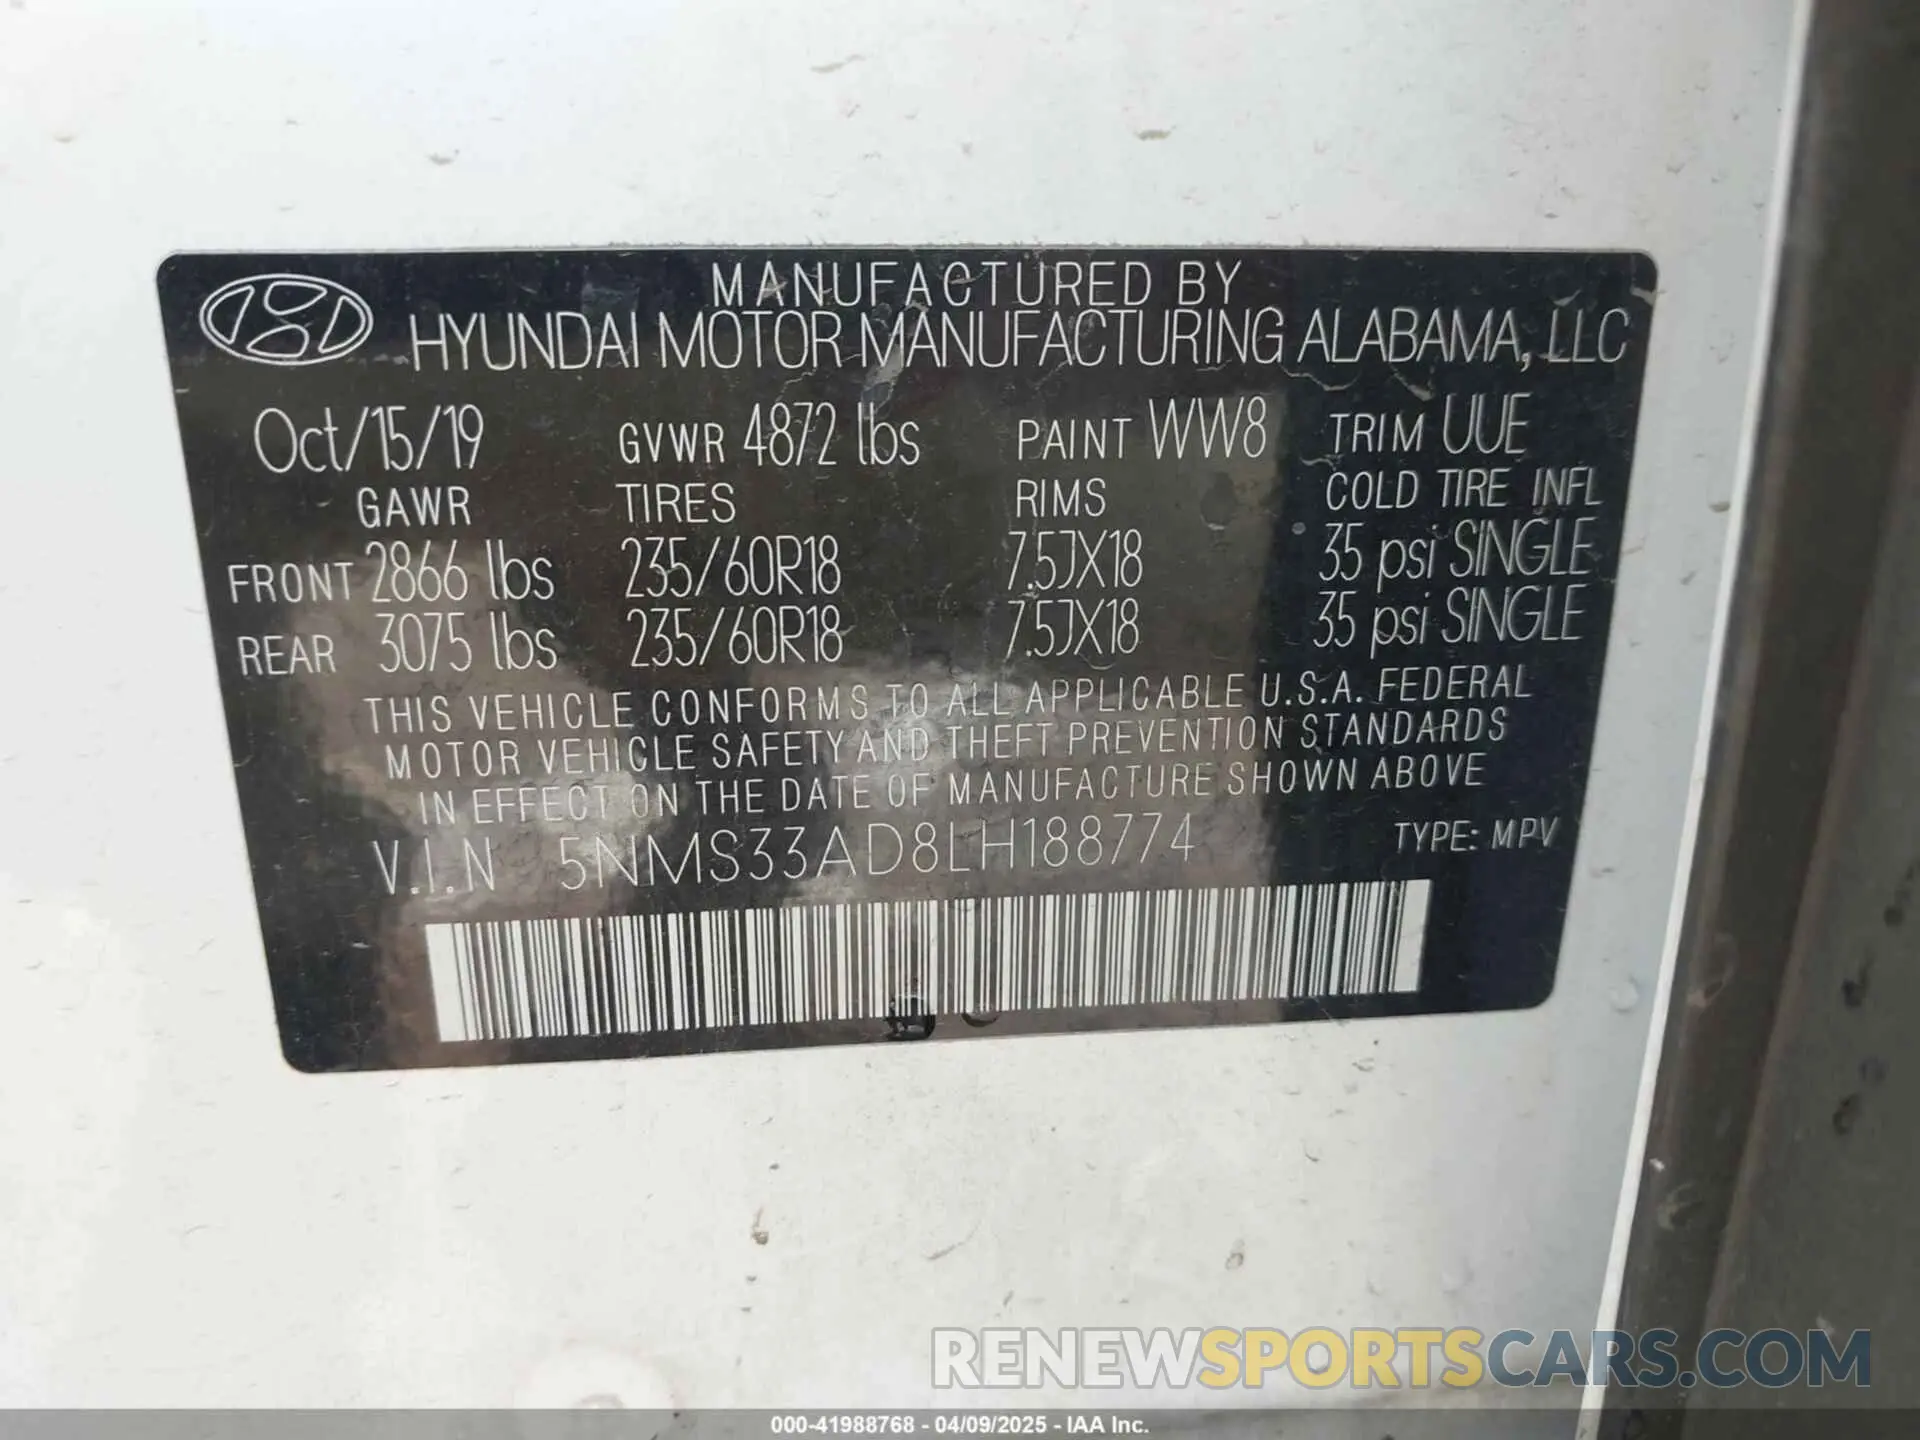 MANUFACTURED BY
HYUNDAI MOTOR MANUFACTURING ALABAMA, LLC
Oct/15/19 GVWR 4872 lbs PAINT WW8 TRIM UUE
GAWR TIRES RIMS COLD TIRE INFL
FRONT 2866 lbs 235/60R18 7.5JX18 35 psi SINGLE
REAR 3075 lbs 235/60R18 7.5JX18 35 psi SINGLE
THIS VEHICLE CONFORMS TO ALL APPLICABLE U.S.A. FEDERAL
MOTOR VEHICLE SAFETY AND THEFT PREVENTION STANDARDS
IN EFFECT ON THE DATE OF MANUFACTURE SHOWN ABOVE
V.I.N 5NMS33AD8LH188774 TYPE: MPV
RENEWSPORTSCARS.COM
000-41988768 - 04/09/2025 - IAA Inc.